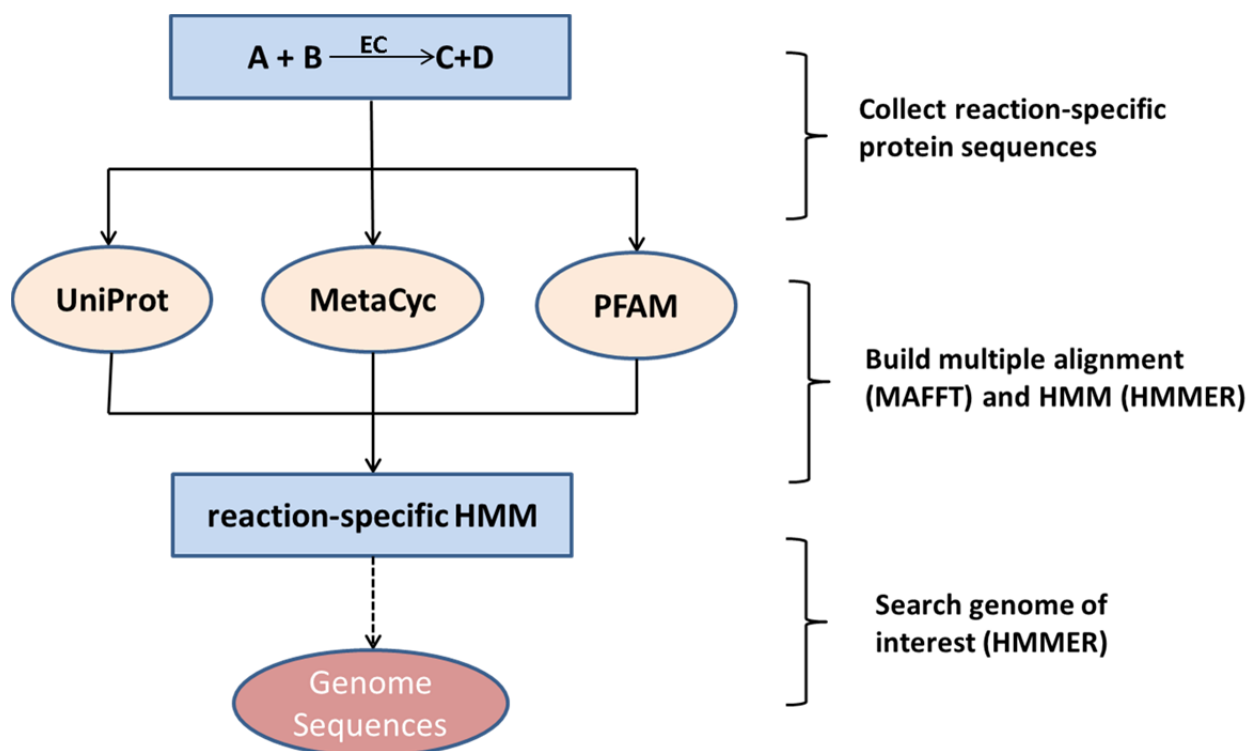 EC
A + B → C+D
Collect reaction-specific
protein sequences
UniProt
MetaCyc
PFAM
Build multiple alignment
(MAFFT) and HMM (HMMER)
reaction-specific HMM
Search genome of
interest (HMMER)
Genome
Sequences